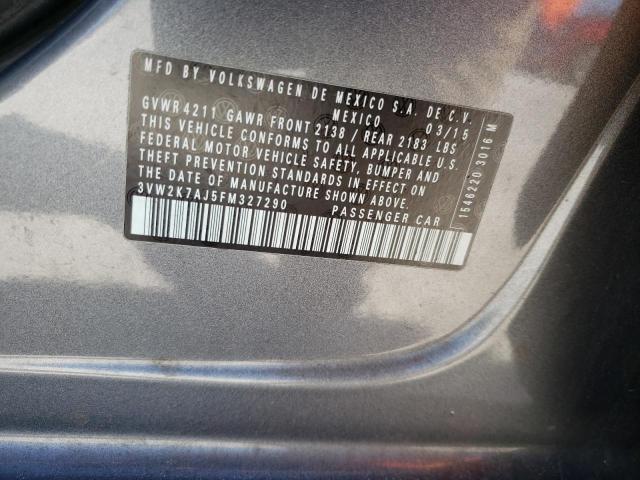 MFD BY VOLKSWAGEN DE MEXICO S.A. DE C.V.
MEXICO 03/15
GVWR 4211 GAWR FRONT 2138 / REAR 2183 LBS
THIS VEHICLE CONFORMS TO ALL APPLICABLE U.S.
FEDERAL MOTOR VEHICLE SAFETY, BUMPER AND
THEFT PREVENTION STANDARDS IN EFFECT ON
THE DATE OF MANUFACTURE SHOWN ABOVE.
3VW2K7AJ5FM327290 PASSENGER CAR
1546220 3016 M